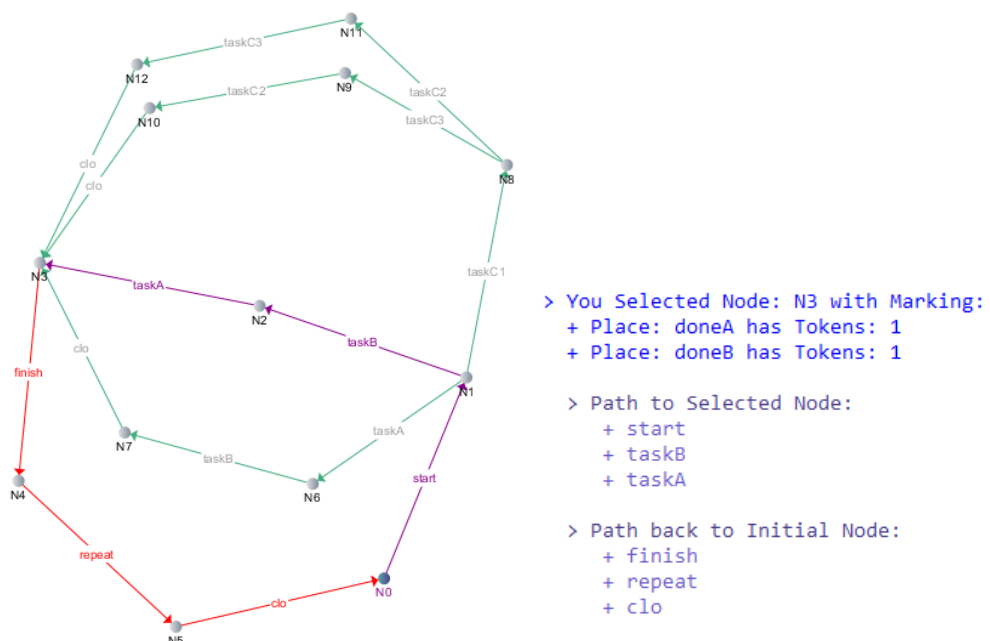 N11
taskC3
N12
N9
taskC2
taskC2
N10
taskC3
clo
N8
clo
N3
taskC1
taskA
N2
taskB
clo
finish
N1
taskA
N7
taskB
start
N6
N4
repeat
N0
clo
N5
> You Selected Node: N3 with Marking:
+ Place: doneA has Tokens: 1
+ Place: doneB has Tokens: 1
> Path to Selected Node:
+ start
+ taskB
+ taskA
> Path back to Initial Node:
+ finish
+ repeat
+ clo